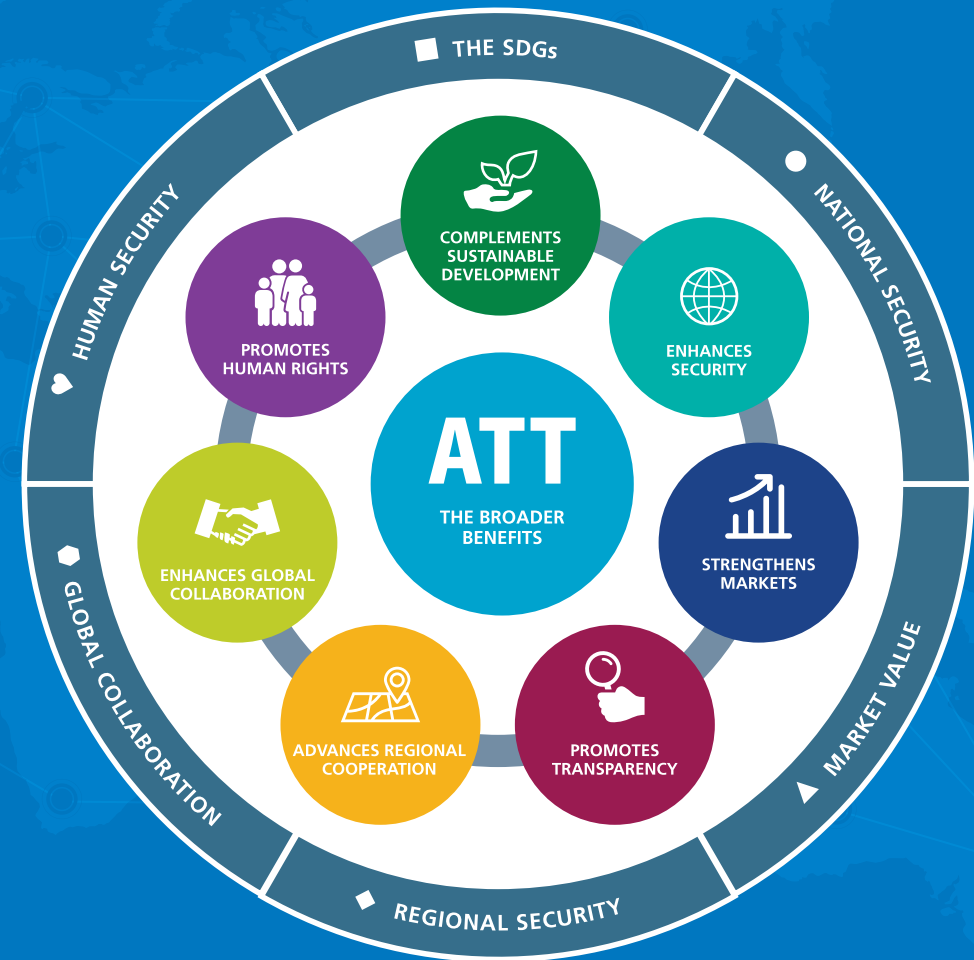 THE SDGs
NATIONAL SECURITY
MARKET VALUE
REGIONAL SECURITY
GLOBAL COLLABORATION
HUMAN SECURITY
COMPLEMENTS
SUSTAINABLE
DEVELOPMENT
ENHANCES
SECURITY
STRENGTHENS
MARKETS
PROMOTES
TRANSPARENCY
ADVANCES REGIONAL
COOPERATION
ENHANCES GLOBAL
COLLABORATION
PROMOTES
HUMAN RIGHTS
ATT
THE BROADER
BENEFITS